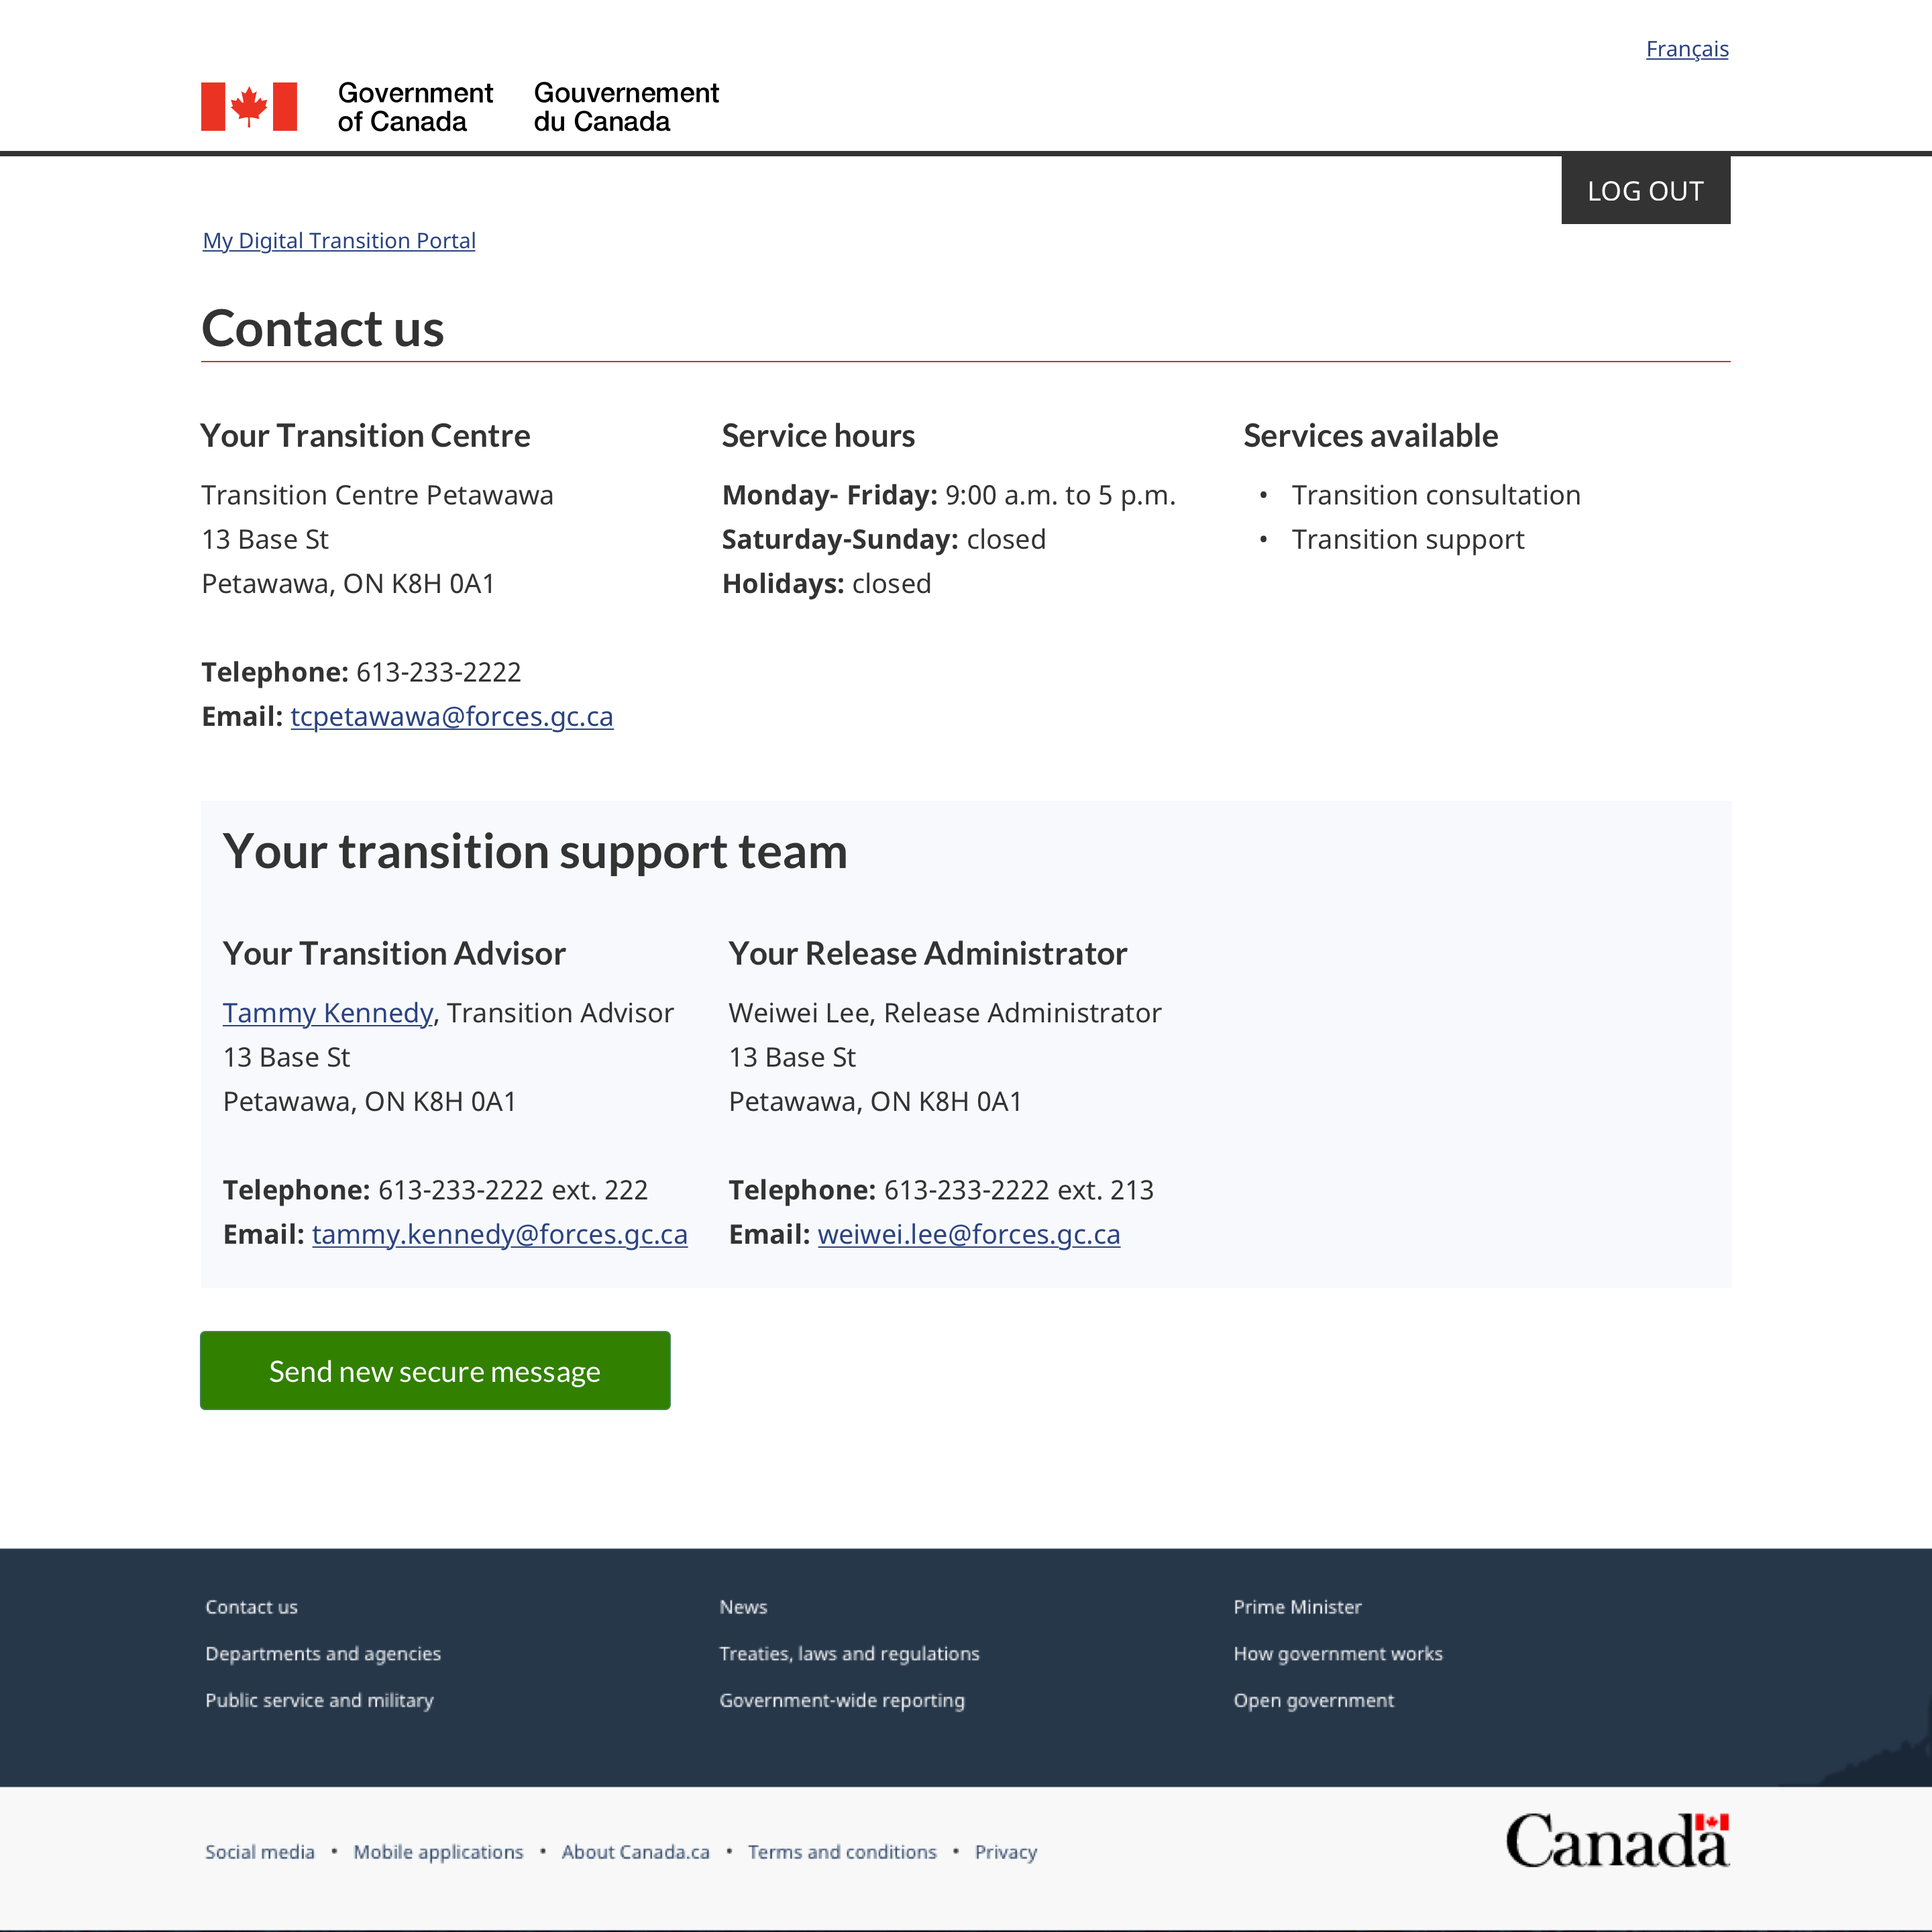 Français
Government of Canada
Gouvernement du Canada
LOG OUT
My Digital Transition Portal
Contact us
Your Transition Centre
Transition Centre Petawawa
13 Base St
Petawawa, ON K8H 0A1
Telephone: 613-233-2222
Email: tcpetawawa@forces.gc.ca
Service hours
Monday- Friday: 9:00 a.m. to 5 p.m.
Saturday-Sunday: closed
Holidays: closed
Services available
• Transition consultation
• Transition support
Your transition support team
Your Transition Advisor
Tammy Kennedy, Transition Advisor
13 Base St
Petawawa, ON K8H 0A1
Telephone: 613-233-2222 ext. 222
Email: tammy.kennedy@forces.gc.ca
Your Release Administrator
Weiwei Lee, Release Administrator
13 Base St
Petawawa, ON K8H 0A1
Telephone: 613-233-2222 ext. 213
Email: weiwei.lee@forces.gc.ca
Send new secure message
Contact us
Departments and agencies
Public service and military
News
Treaties, laws and regulations
Government-wide reporting
Prime Minister
How government works
Open government
Social media • Mobile applications • About Canada.ca • Terms and conditions • Privacy
Canada